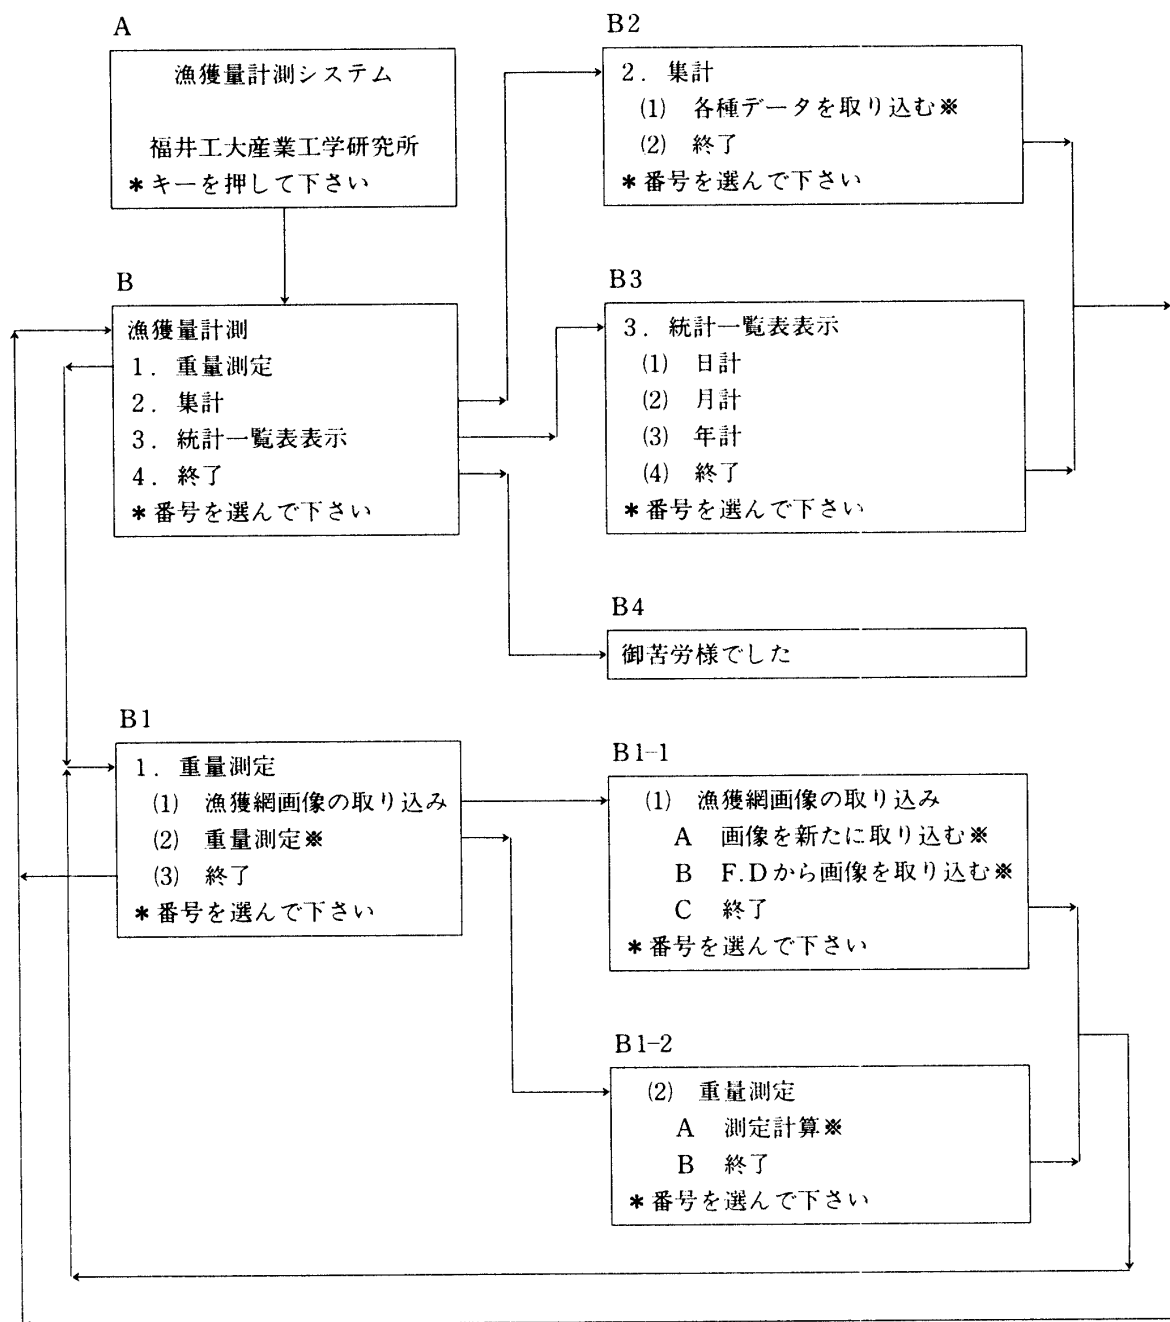 A
漁獲量計測システム
福井工大産業工学研究所
*キーを押して下さい
B
漁獲量計測
1. 重量測定
2. 集計
3. 統計一覧表表示
4. 終了
*番号を選んで下さい
B2
2. 集計
(1) 各種データを取り込む※
(2) 終了
*番号を選んで下さい
B3
3. 統計一覧表表示
(1) 日計
(2) 月計
(3) 年計
(4) 終了
*番号を選んで下さい
B4
御苦労様でした
B1
1. 重量測定
(1) 漁獲網画像の取り込み
(2) 重量測定※
(3) 終了
*番号を選んで下さい
B1-1
(1) 漁獲網画像の取り込み
A 画像を新たに取り込む※
B F.Dから画像を取り込む※
C 終了
*番号を選んで下さい
B1-2
(2) 重量測定
A 測定計算※
B 終了
*番号を選んで下さい